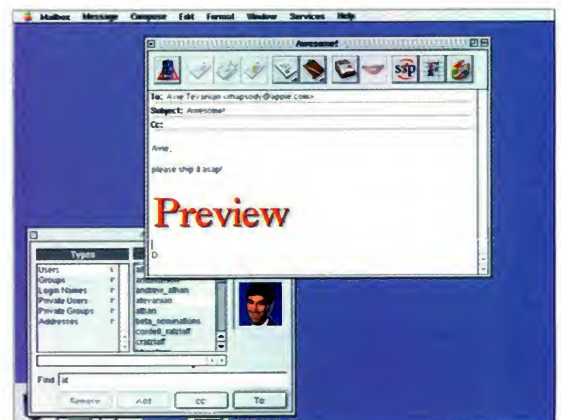 Mailbox Message Compose Edit Format Window Services Help
Awesome!
To: Avie Tevanian <rhapsody@apple.com>
Subject: Awesome!
Cc:
Avie,
please ship it asap!
Preview
D
Types
Users
Groups
Login Names
Private Users
Private Groups
Addresses
andrew_athan
atevanian
athan
beta_nominations
cordell_ratzlaff
cratzlaff
Find at
Remove Add CC To